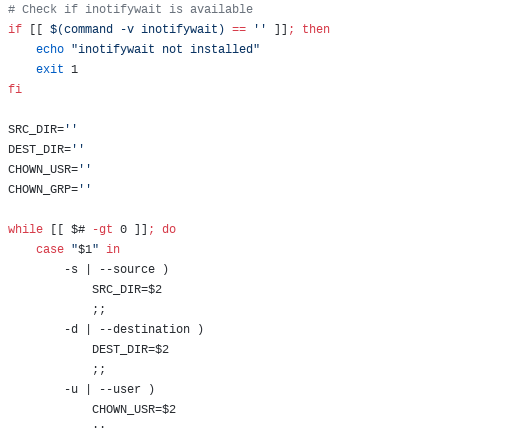 # Check if inotifywait is available
if [[ $(command -v inotifywait) == '' ]]; then
    echo "inotifywait not installed"
    exit 1
fi

SRC_DIR=''
DEST_DIR=''
CHOWN_USR=''
CHOWN_GRP=''

while [[ $# -gt 0 ]]; do
    case "$1" in
        -s | --source )
            SRC_DIR=$2
            ;;
        -d | --destination )
            DEST_DIR=$2
            ;;
        -u | --user )
            CHOWN_USR=$2